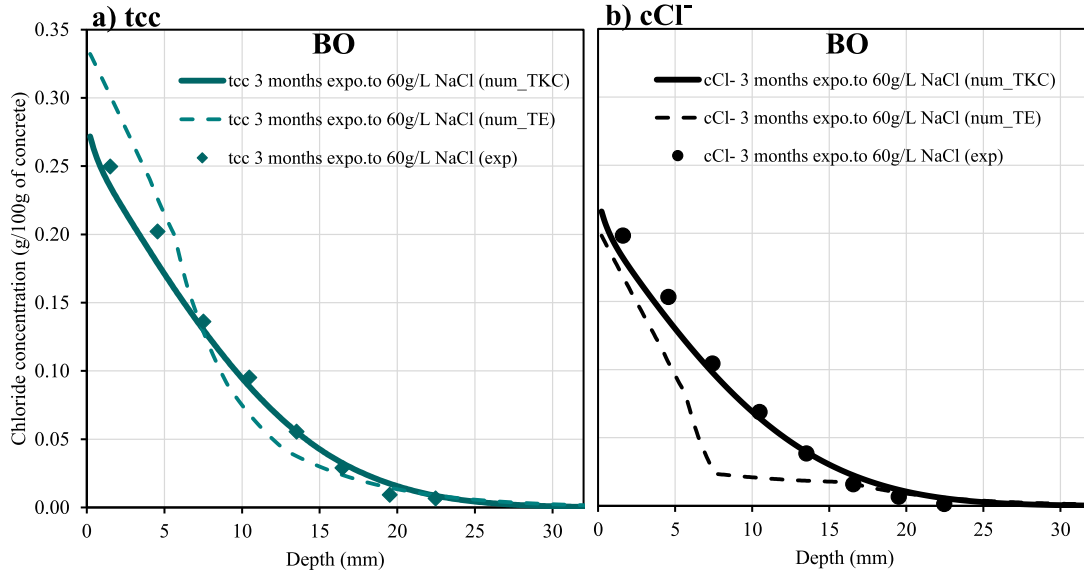 a) tcc
BO
tcc 3 months expo.to 60g/L NaCl (num_TKC)
tcc 3 months expo.to 60g/L NaCl (num_TE)
tcc 3 months expo.to 60g/L NaCl (exp)
Chloride concentration (g/100g of concrete)
0.35
0.30
0.25
0.20
0.15
0.10
0.05
0.00
0 5 10 15 20 25 30
Depth (mm)
b) cCl⁻
BO
cCl- 3 months expo.to 60g/L NaCl (num_TKC)
cCl- 3 months expo.to 60g/L NaCl (num_TE)
cCl- 3 months expo.to 60g/L NaCl (exp)
0 5 10 15 20 25 30
Depth (mm)